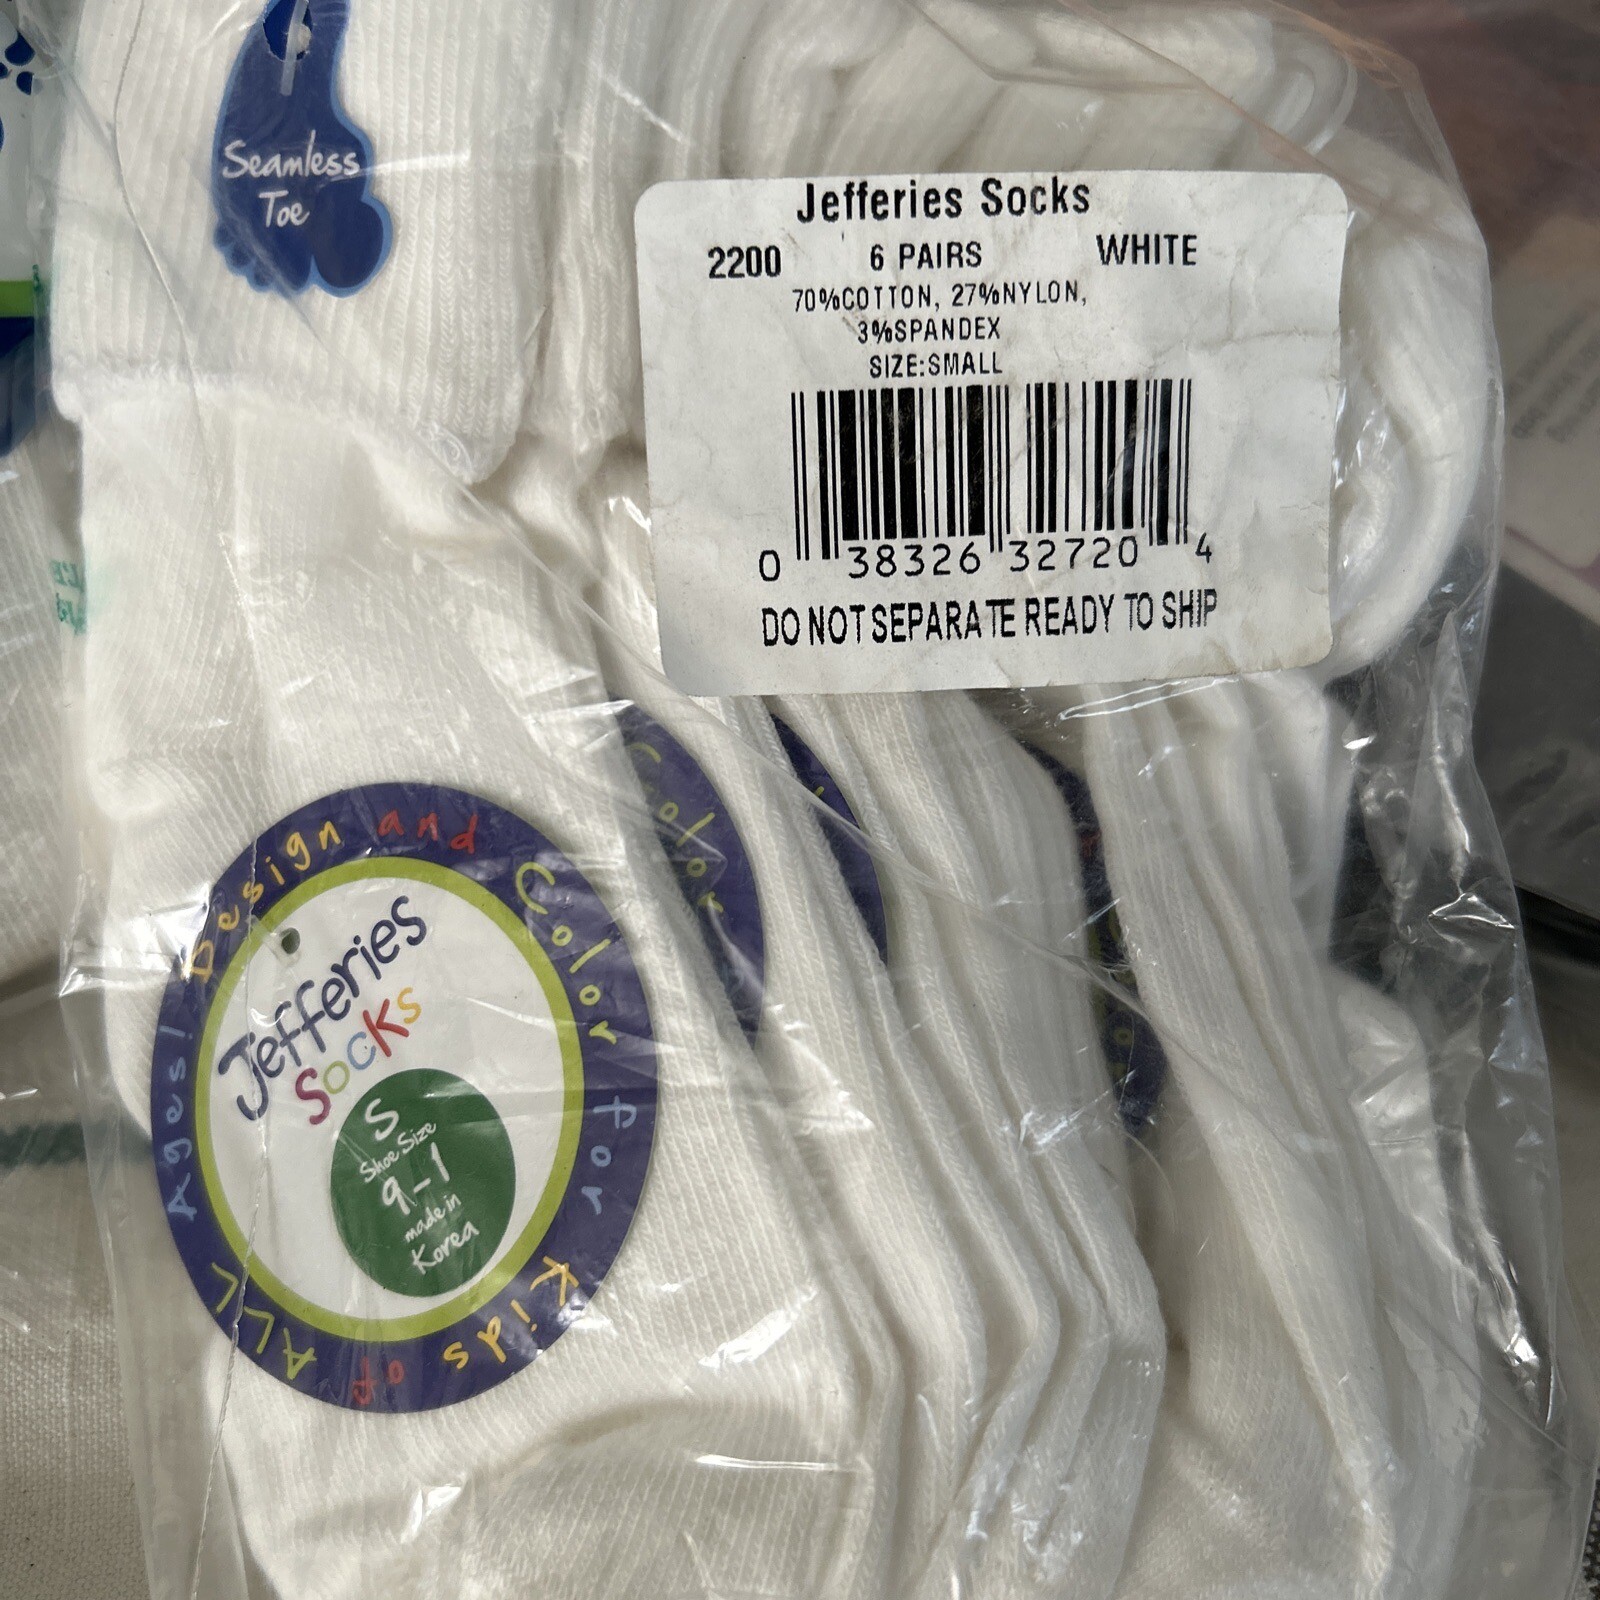 Seamless
Toe
Jefferies Socks
2200 6 PAIRS WHITE
70%COTTON, 27%NYLON,
3%SPANDEX
SIZE:SMALL
0 38326 32720 4
DO NOT SEPARATE READY TO SHIP
Color
Design and Color for Kids of ALL Ages!
Jefferies
Socks
S
Shoe Size
9-1
made in
Korea